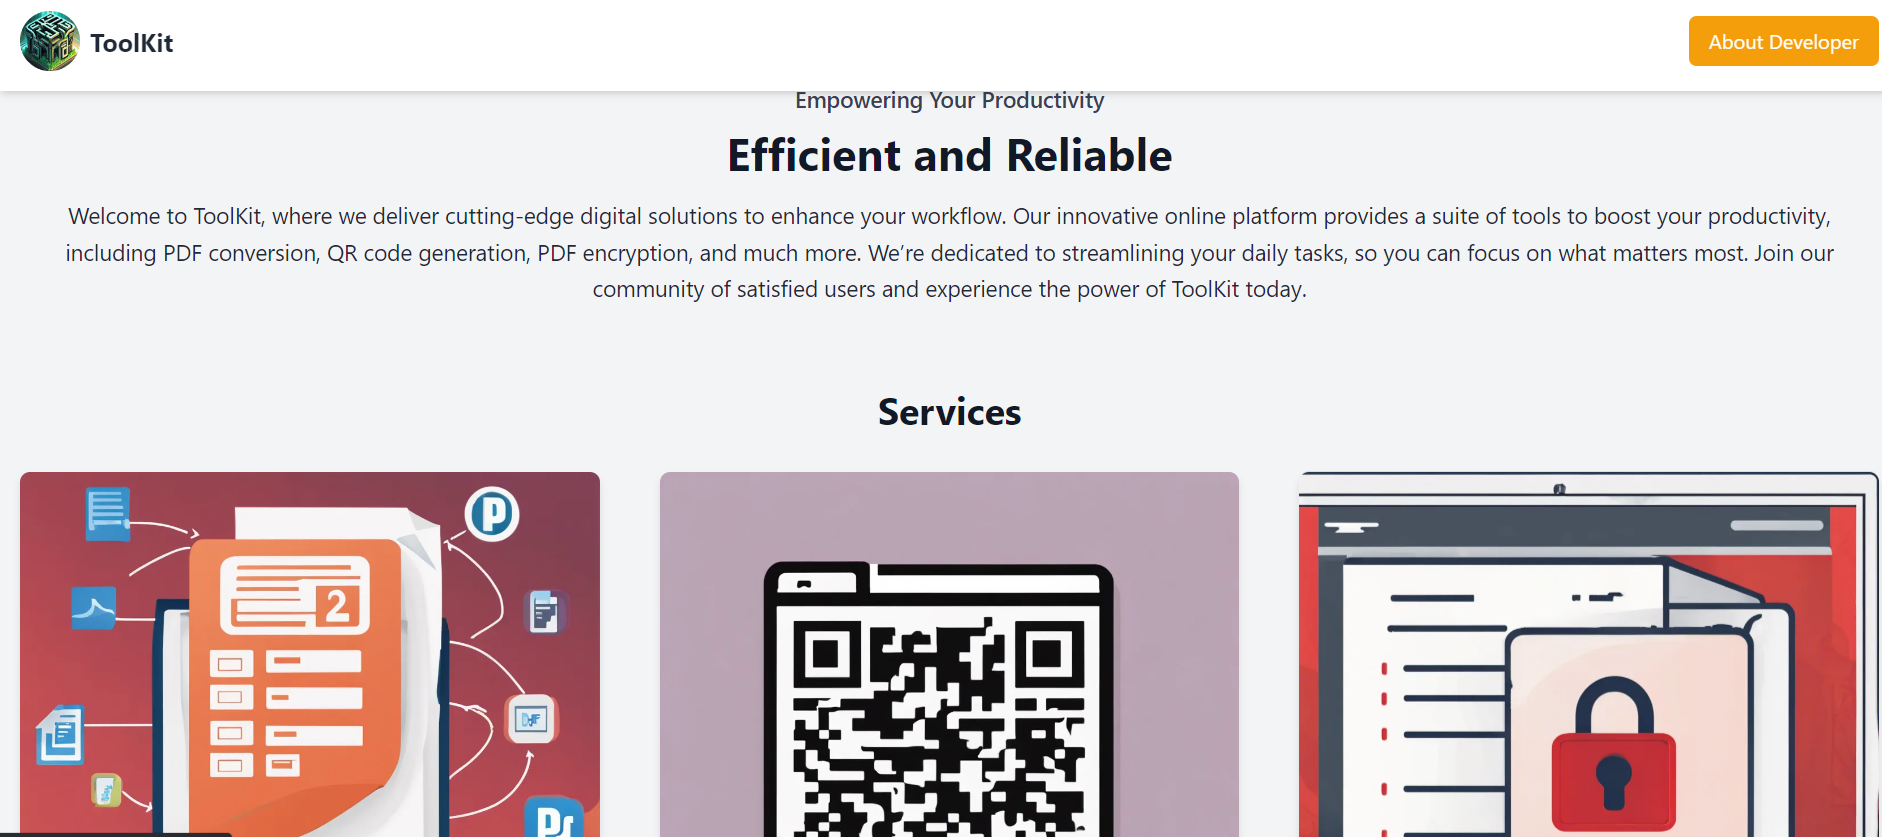 ToolKit
About Developer
Empowering Your Productivity
Efficient and Reliable
Welcome to ToolKit, where we deliver cutting-edge digital solutions to enhance your workflow. Our innovative online platform provides a suite of tools to boost your productivity,
including PDF conversion, QR code generation, PDF encryption, and much more. We’re dedicated to streamlining your daily tasks, so you can focus on what matters most. Join our
community of satisfied users and experience the power of ToolKit today.
Services
P
2